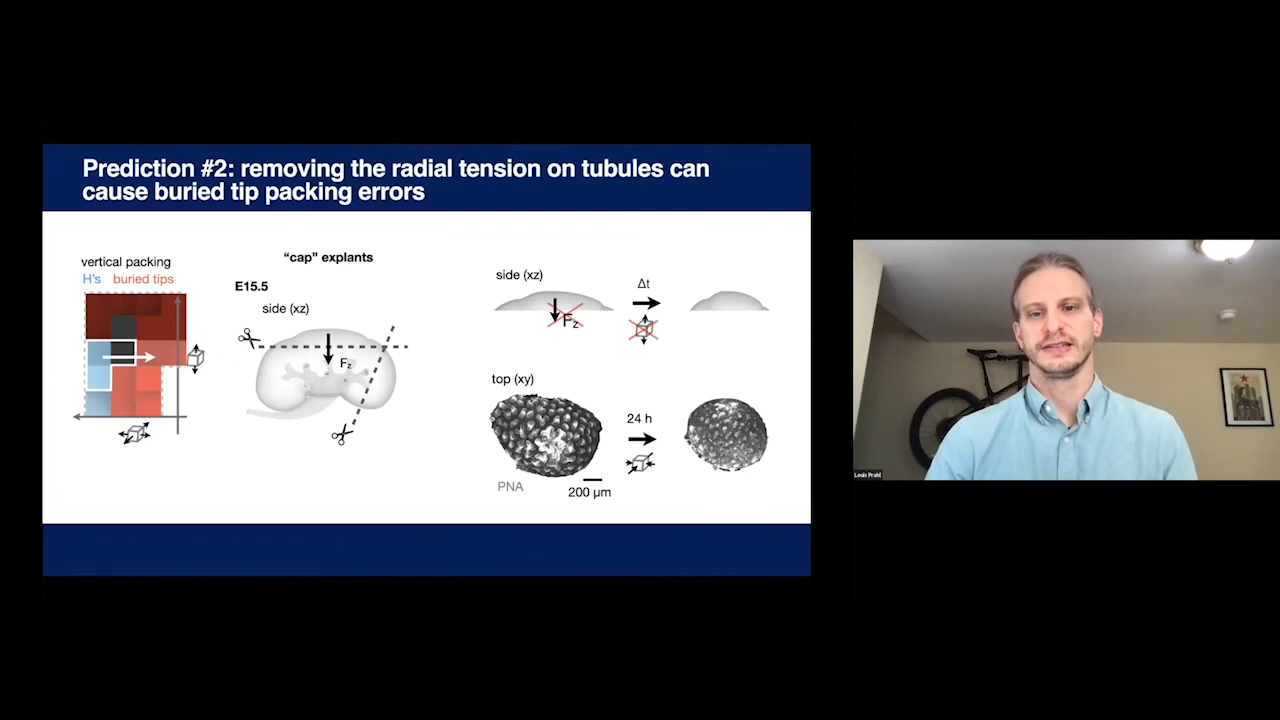 Prediction #2: removing the radial tension on tubules can
cause buried tip packing errors
vertical packing
H's buried tips
"cap" explants
E15.5
side (xz)
Fz
side (xz)
Fz
Δt
top (xy)
24 h
PNA
200 μm
Louis Prahl